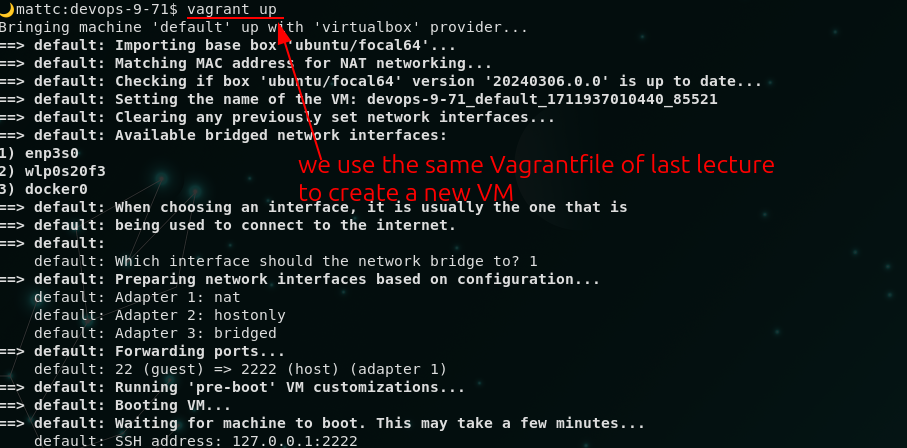 mattc:devops-9-71$ vagrant up
Bringing machine 'default' up with 'virtualbox' provider...
==> default: Importing base box 'ubuntu/focal64'...
==> default: Matching MAC address for NAT networking...
==> default: Checking if box 'ubuntu/focal64' version '20240306.0.0' is up to date...
==> default: Setting the name of the VM: devops-9-71_default_1711937010440_85521
==> default: Clearing any previously set network interfaces...
==> default: Available bridged network interfaces:
1) enp3s0
2) wlp0s20f3
3) docker0
we use the same Vagrantfile of last lecture
to create a new VM
==> default: When choosing an interface, it is usually the one that is
==> default: being used to connect to the internet.
==> default:
default: Which interface should the network bridge to? 1
==> default: Preparing network interfaces based on configuration...
default: Adapter 1: nat
default: Adapter 2: hostonly
default: Adapter 3: bridged
==> default: Forwarding ports...
default: 22 (guest) => 2222 (host) (adapter 1)
==> default: Running 'pre-boot' VM customizations...
==> default: Booting VM...
==> default: Waiting for machine to boot. This may take a few minutes...
default: SSH address: 127.0.0.1:2222